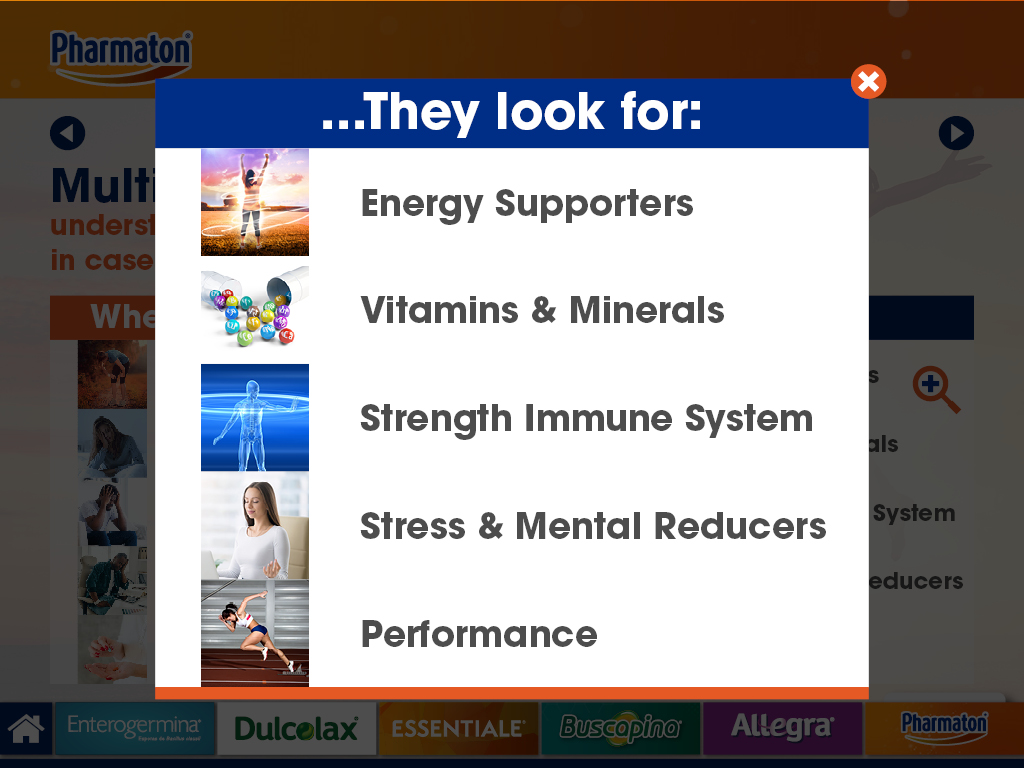 Pharmaton®
...They look for:
Multi
underst
in case
Energy Supporters
Vitamins & Minerals
Strength Immune System
Stress & Mental Reducers
Performance
Whe
s
als
System
educers
Enterogermina®
Dulcolax®
ESSENTIALE®
Buscopina®
Allegra®
Pharmaton®